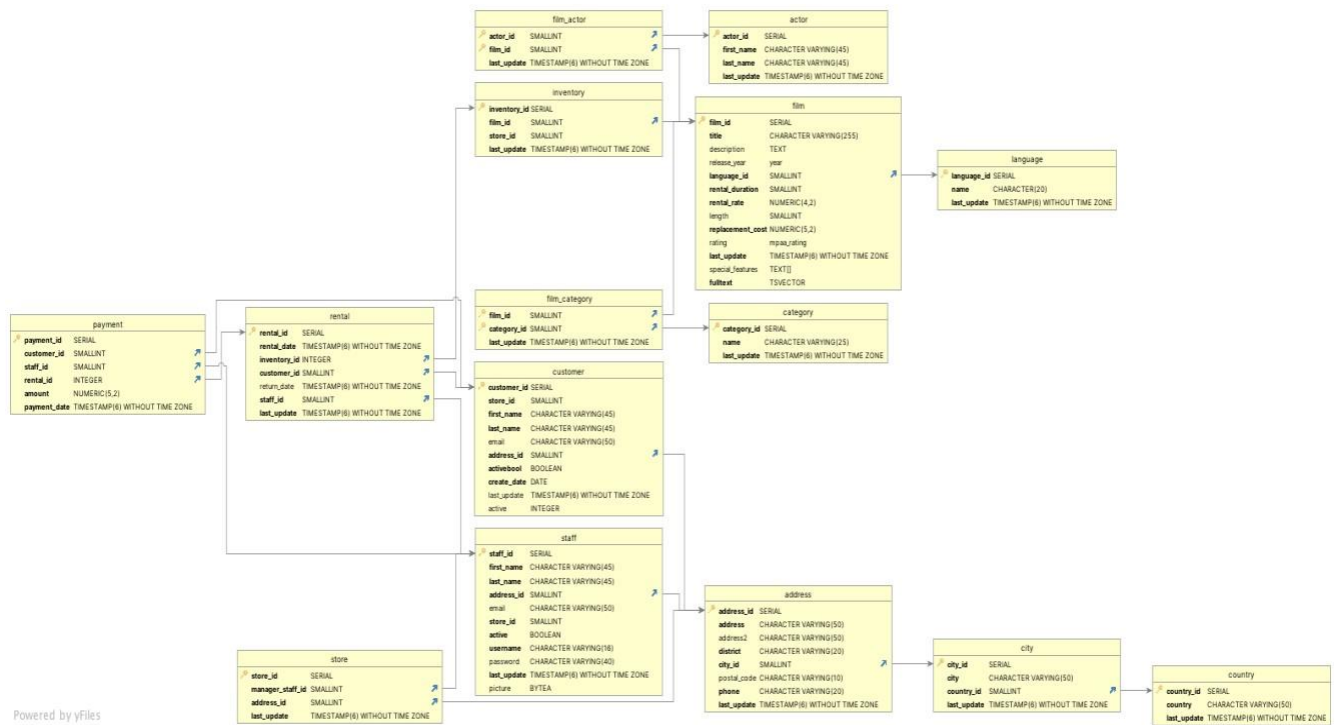 film_actor
actor_id SMALLINT
film_id SMALLINT
last_update TIMESTAMP(6) WITHOUT TIME ZONE
actor
actor_id SERIAL
first_name CHARACTER VARYING(45)
last_name CHARACTER VARYING(45)
last_update TIMESTAMP(6) WITHOUT TIME ZONE
inventory
inventory_id SERIAL
film_id SMALLINT
store_id SMALLINT
last_update TIMESTAMP(6) WITHOUT TIME ZONE
film
film_id SERIAL
title CHARACTER VARYING(255)
description TEXT
release_year year
language_id SMALLINT
rental_duration SMALLINT
rental_rate NUMERIC(4,2)
length SMALLINT
replacement_cost NUMERIC(5,2)
rating mpaa_rating
last_update TIMESTAMP(6) WITHOUT TIME ZONE
special_features TEXT[]
fulltext TSVECTOR
language
language_id SERIAL
name CHARACTER(20)
last_update TIMESTAMP(6) WITHOUT TIME ZONE
payment
payment_id SERIAL
customer_id SMALLINT
staff_id SMALLINT
rental_id INTEGER
amount NUMERIC(5,2)
payment_date TIMESTAMP(6) WITHOUT TIME ZONE
rental
rental_id SERIAL
rental_date TIMESTAMP(6) WITHOUT TIME ZONE
inventory_id INTEGER
customer_id SMALLINT
return_date TIMESTAMP(6) WITHOUT TIME ZONE
staff_id SMALLINT
last_update TIMESTAMP(6) WITHOUT TIME ZONE
film_category
film_id SMALLINT
category_id SMALLINT
last_update TIMESTAMP(6) WITHOUT TIME ZONE
category
category_id SERIAL
name CHARACTER VARYING(25)
last_update TIMESTAMP(6) WITHOUT TIME ZONE
customer
customer_id SERIAL
store_id SMALLINT
first_name CHARACTER VARYING(45)
last_name CHARACTER VARYING(45)
email CHARACTER VARYING(50)
address_id SMALLINT
activebool BOOLEAN
create_date DATE
last_update TIMESTAMP(6) WITHOUT TIME ZONE
active INTEGER
staff
staff_id SERIAL
first_name CHARACTER VARYING(45)
last_name CHARACTER VARYING(45)
address_id SMALLINT
email CHARACTER VARYING(50)
store_id SMALLINT
active BOOLEAN
username CHARACTER VARYING(16)
password CHARACTER VARYING(40)
last_update TIMESTAMP(6) WITHOUT TIME ZONE
picture BYTEA
store
store_id SERIAL
manager_staff_id SMALLINT
address_id SMALLINT
last_update TIMESTAMP(6) WITHOUT TIME ZONE
address
address_id SERIAL
address CHARACTER VARYING(50)
address2 CHARACTER VARYING(50)
district CHARACTER VARYING(20)
city_id SMALLINT
postal_code CHARACTER VARYING(10)
phone CHARACTER VARYING(20)
last_update TIMESTAMP(6) WITHOUT TIME ZONE
city
city_id SERIAL
city CHARACTER VARYING(50)
country_id SMALLINT
last_update TIMESTAMP(6) WITHOUT TIME ZONE
country
country_id SERIAL
country CHARACTER VARYING(50)
last_update TIMESTAMP(6) WITHOUT TIME ZONE
Powered by yFiles